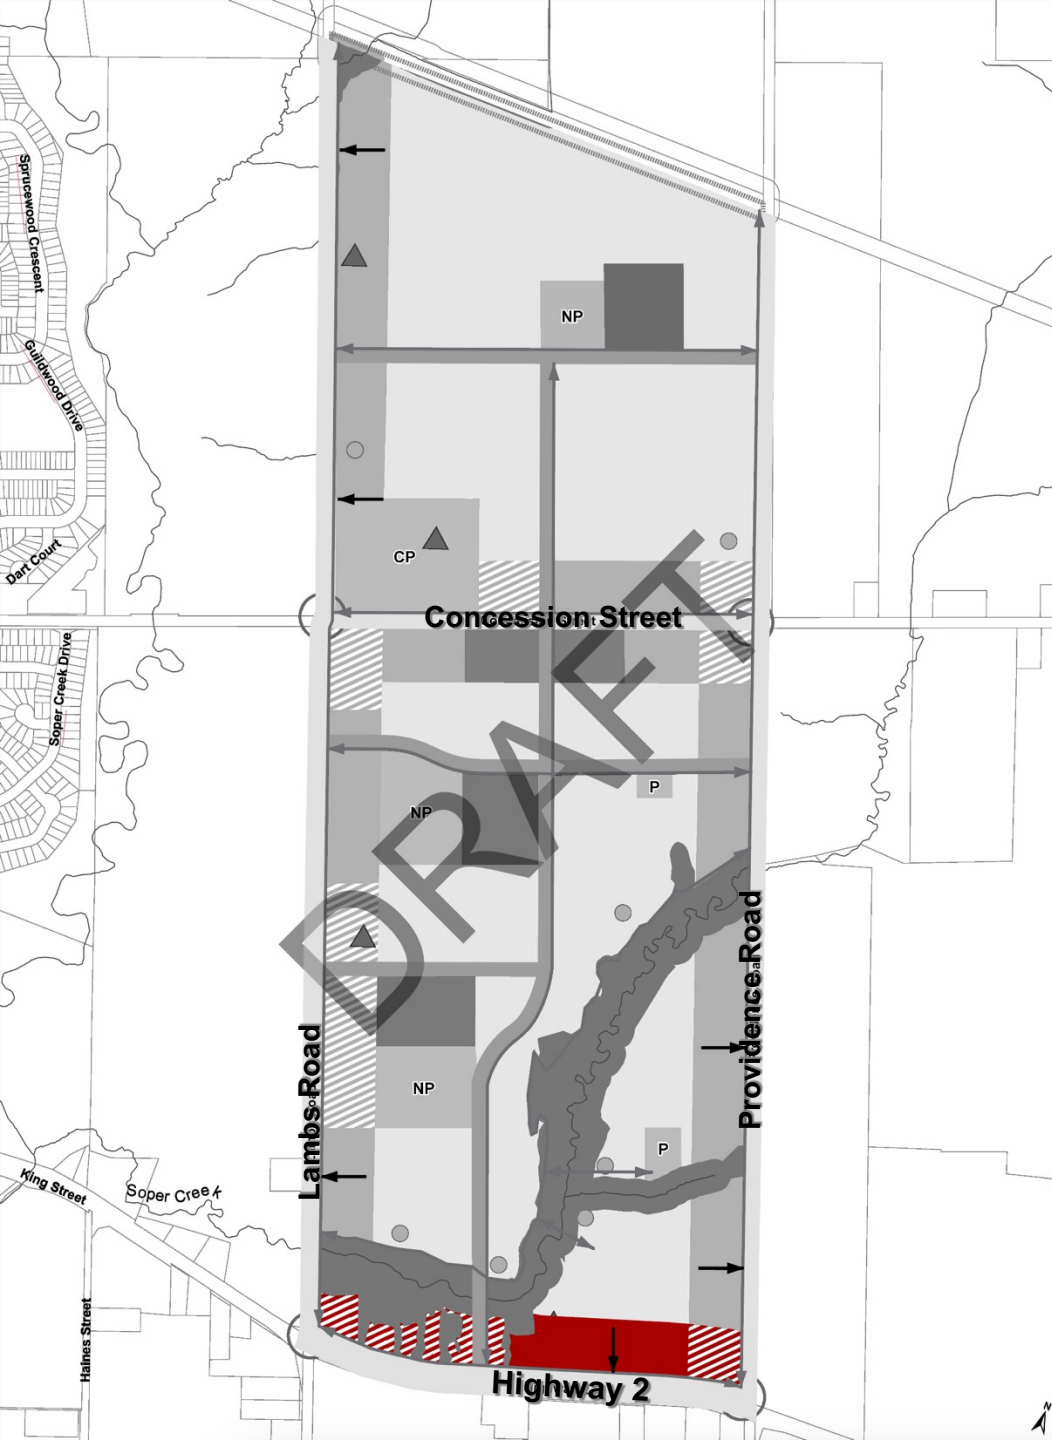 Sprucewood Crescent
Guildwood Drive
NP
Dart Court
CP
Concession Street
Soper Creek Drive
DRAFT
NP
P
Providence Road
Lambs Road
NP
P
King Street
Soper Creek
Haines Street
Highway 2
N